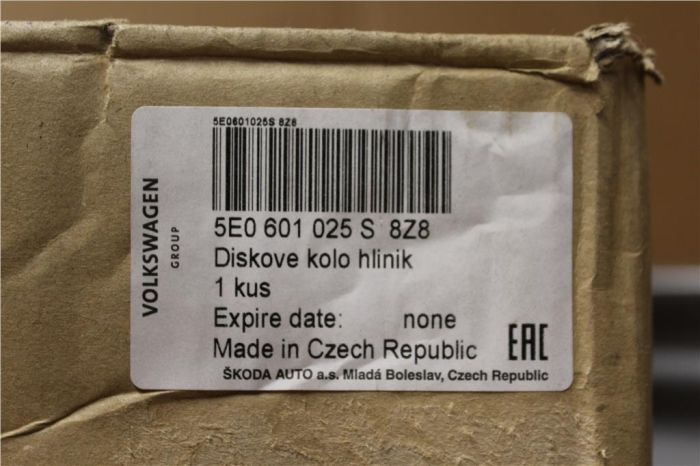 5E0601025S 8Z8
VOLKSWAGEN
GROUP
5E0 601 025 S 8Z8
Diskove kolo hlinik
1 kus
Expire date: none
Made in Czech Republic
EAC
ŠKODA AUTO a.s. Mladá Boleslav, Czech Republic